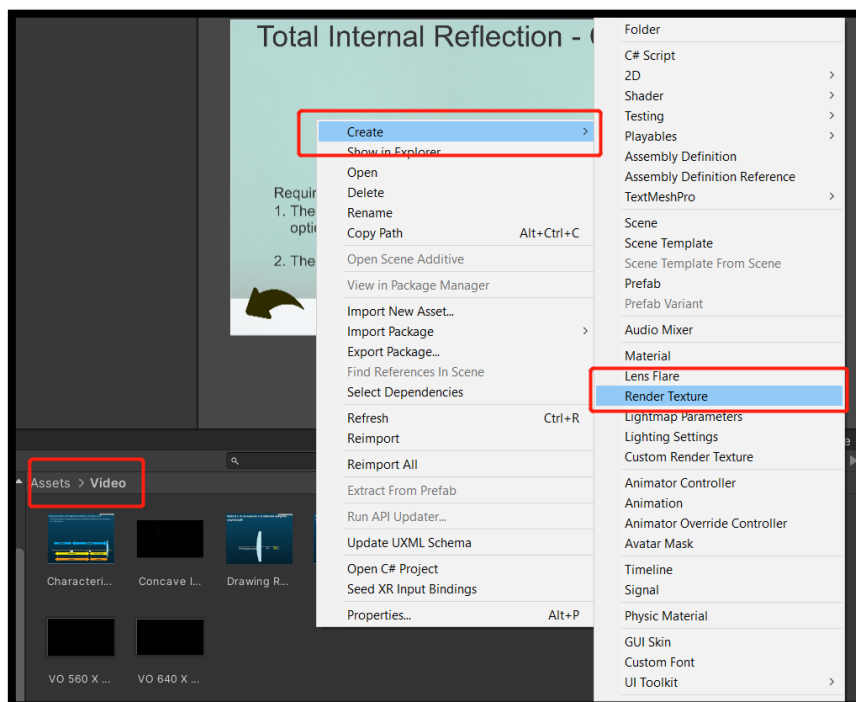 Total Internal Reflection -
Requir
1. The
opti
2. The
Create
Show in Explorer
Open
Delete
Rename
Copy Path Alt+Ctrl+C
Open Scene Additive
View in Package Manager
Import New Asset...
Import Package
Export Package...
Find References In Scene
Select Dependencies
Refresh Ctrl+R
Reimport
Reimport All
Extract From Prefab
Run API Updater...
Update UXML Schema
Open C# Project
Seed XR Input Bindings
Properties... Alt+P
Folder
C# Script
2D
Shader
Testing
Playables
Assembly Definition
Assembly Definition Reference
TextMeshPro
Scene
Scene Template
Scene Template From Scene
Prefab
Prefab Variant
Audio Mixer
Material
Lens Flare
Render Texture
Lightmap Parameters
Lighting Settings
Custom Render Texture
Animator Controller
Animation
Animator Override Controller
Avatar Mask
Timeline
Signal
Physic Material
GUI Skin
Custom Font
UI Toolkit
Assets > Video
Characteri... Concave l... Drawing R...
VO 560 X ... VO 640 X ...